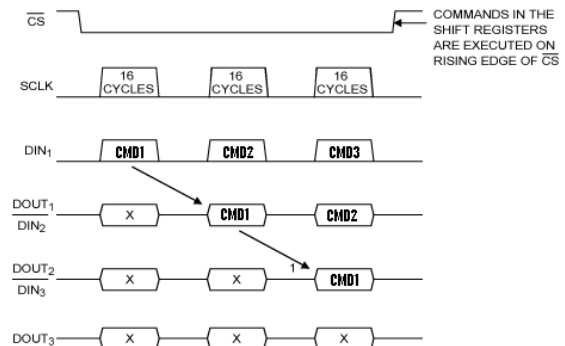 CS
COMMANDS IN THE
SHIFT REGISTERS
ARE EXECUTED ON
RISING EDGE OF CS
SCLK
16
CYCLES
16
CYCLES
16
CYCLES
DIN1
CMD1
CMD2
CMD3
DOUT1
DIN2
X
CMD1
CMD2
DOUT2
DIN3
X
X
1
CMD1
DOUT3
X
X
X